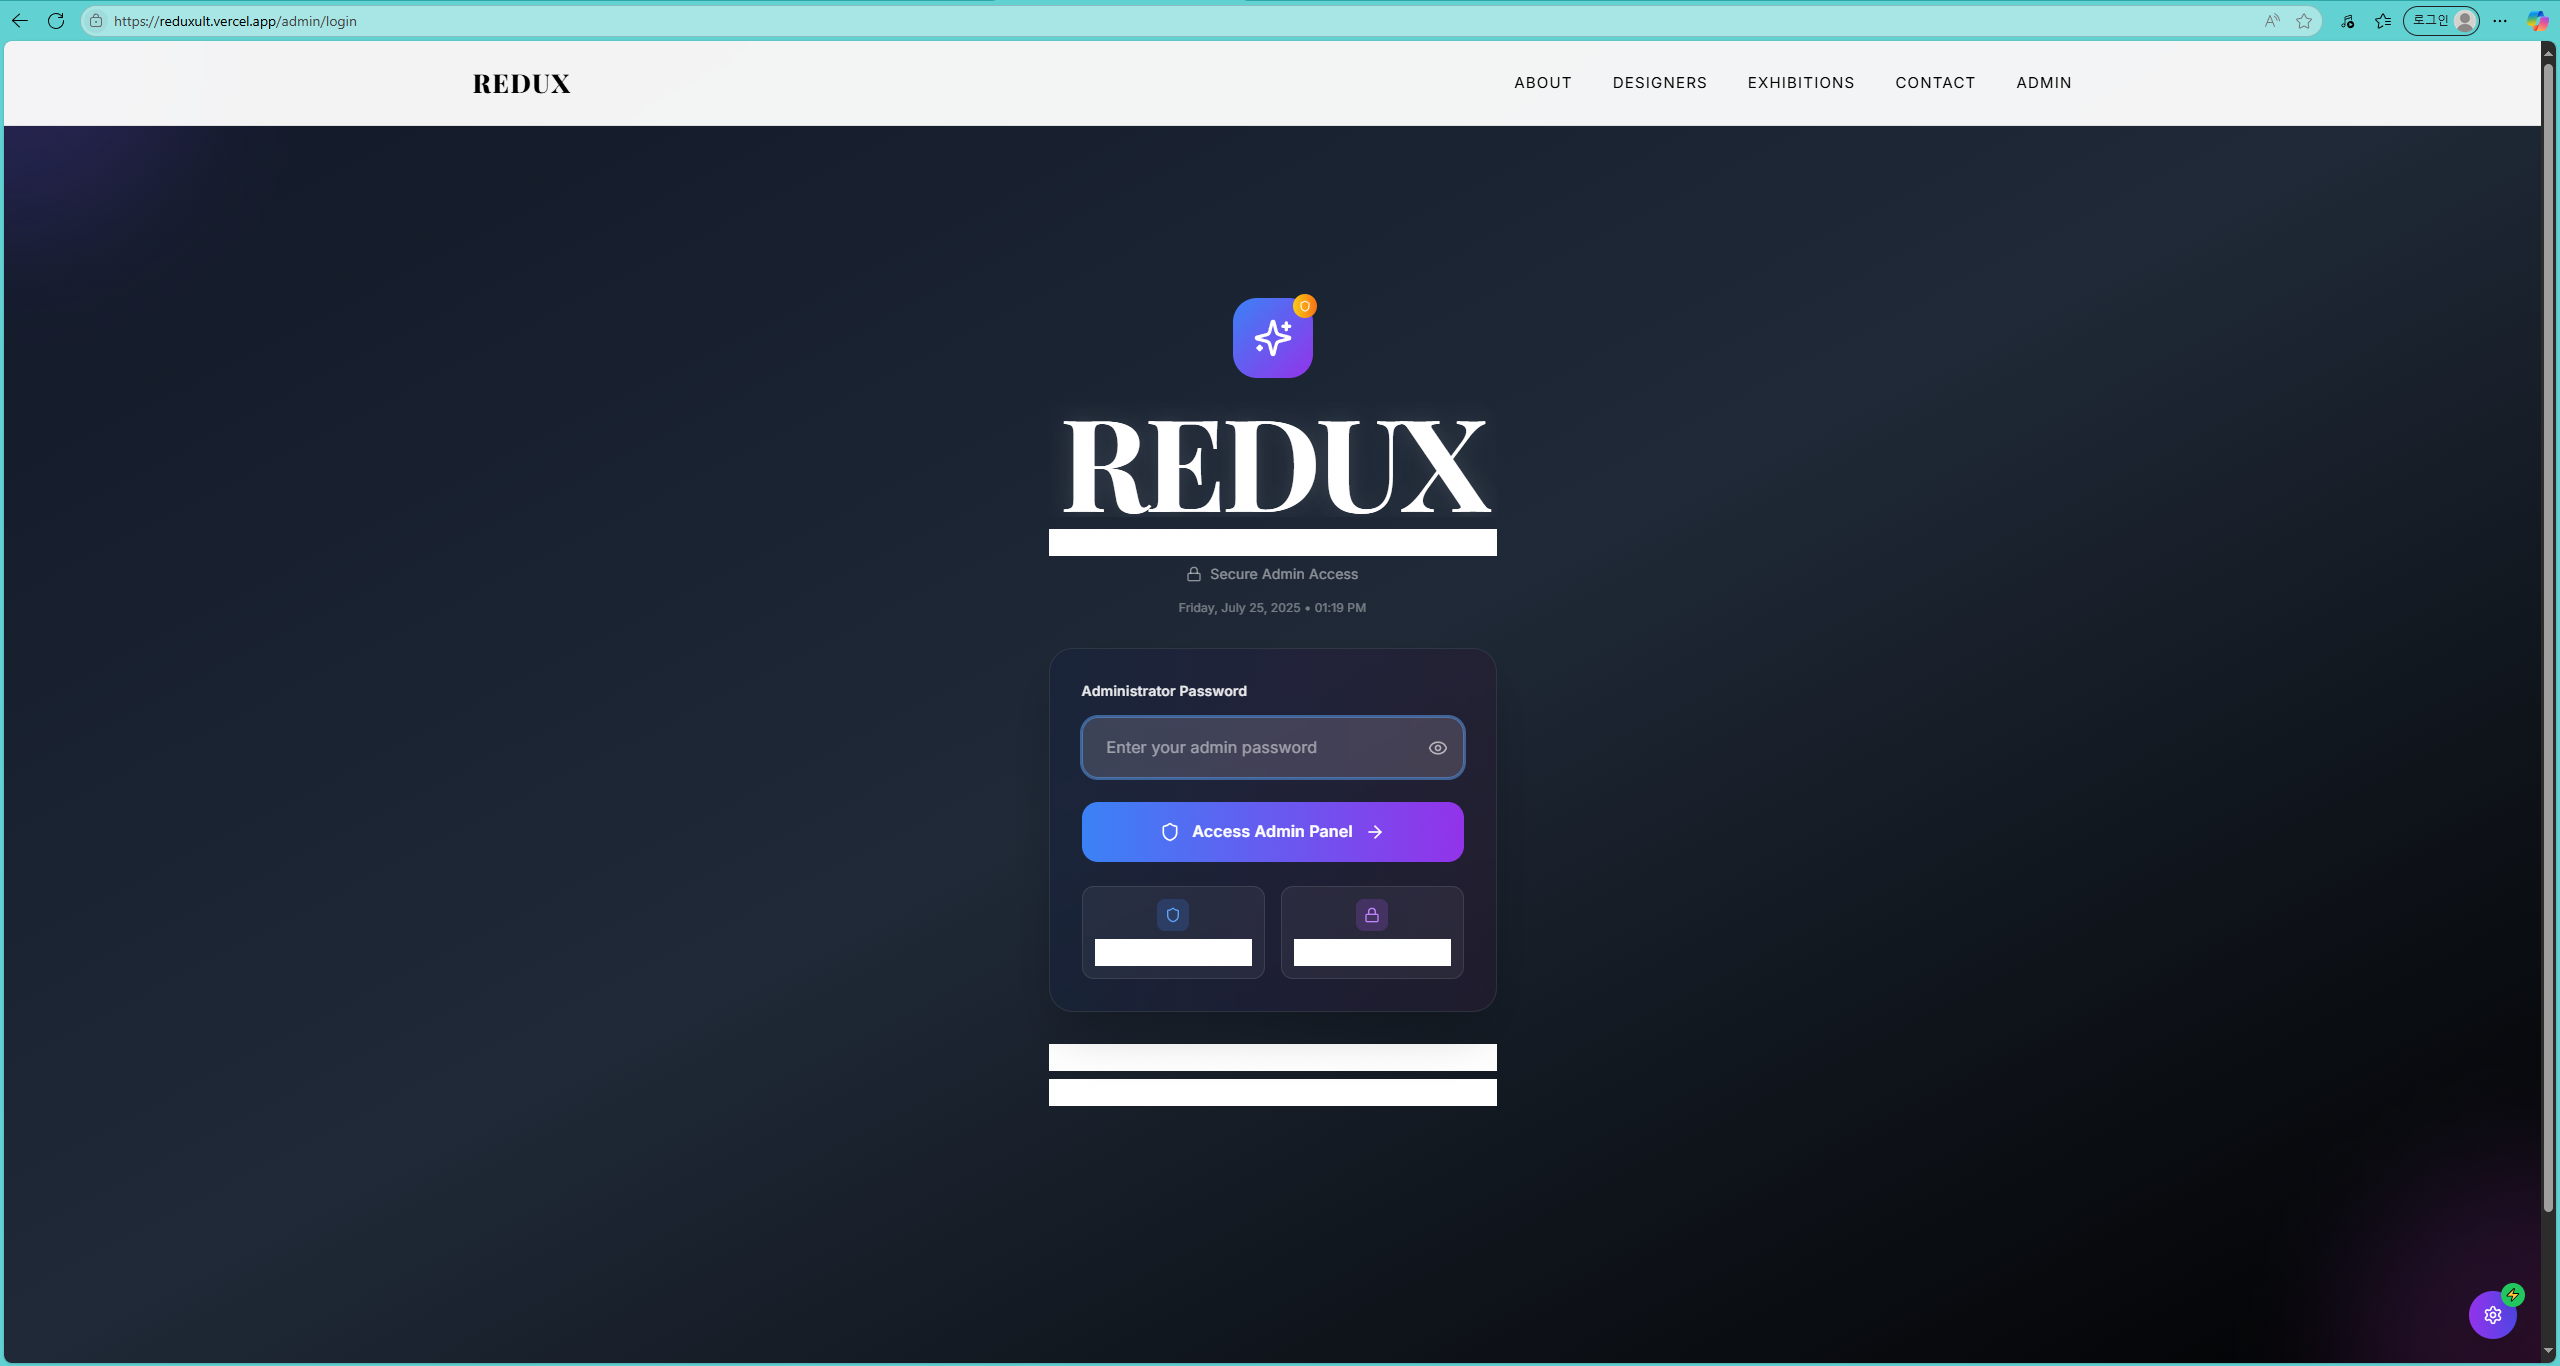 https://reduxult.vercel.app/admin/login
로그인
REDUX
ABOUT DESIGNERS EXHIBITIONS CONTACT ADMIN
REDUX
Secure Admin Access
Friday, July 25, 2025 • 01:19 PM
Administrator Password
Enter your admin password
Access Admin Panel